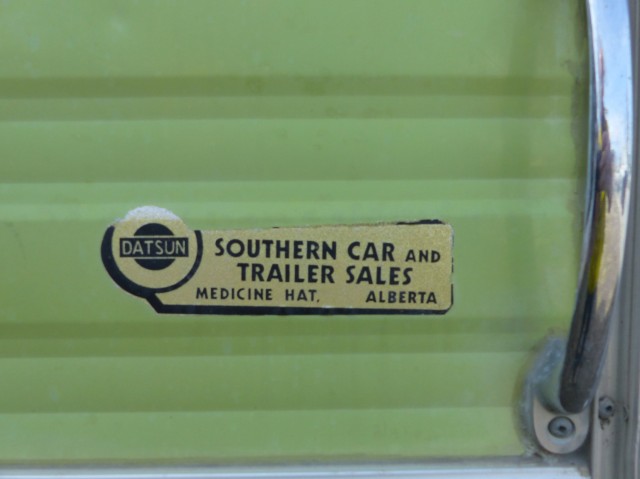 DATSUN
SOUTHERN CAR AND
TRAILER SALES
MEDICINE HAT, ALBERTA